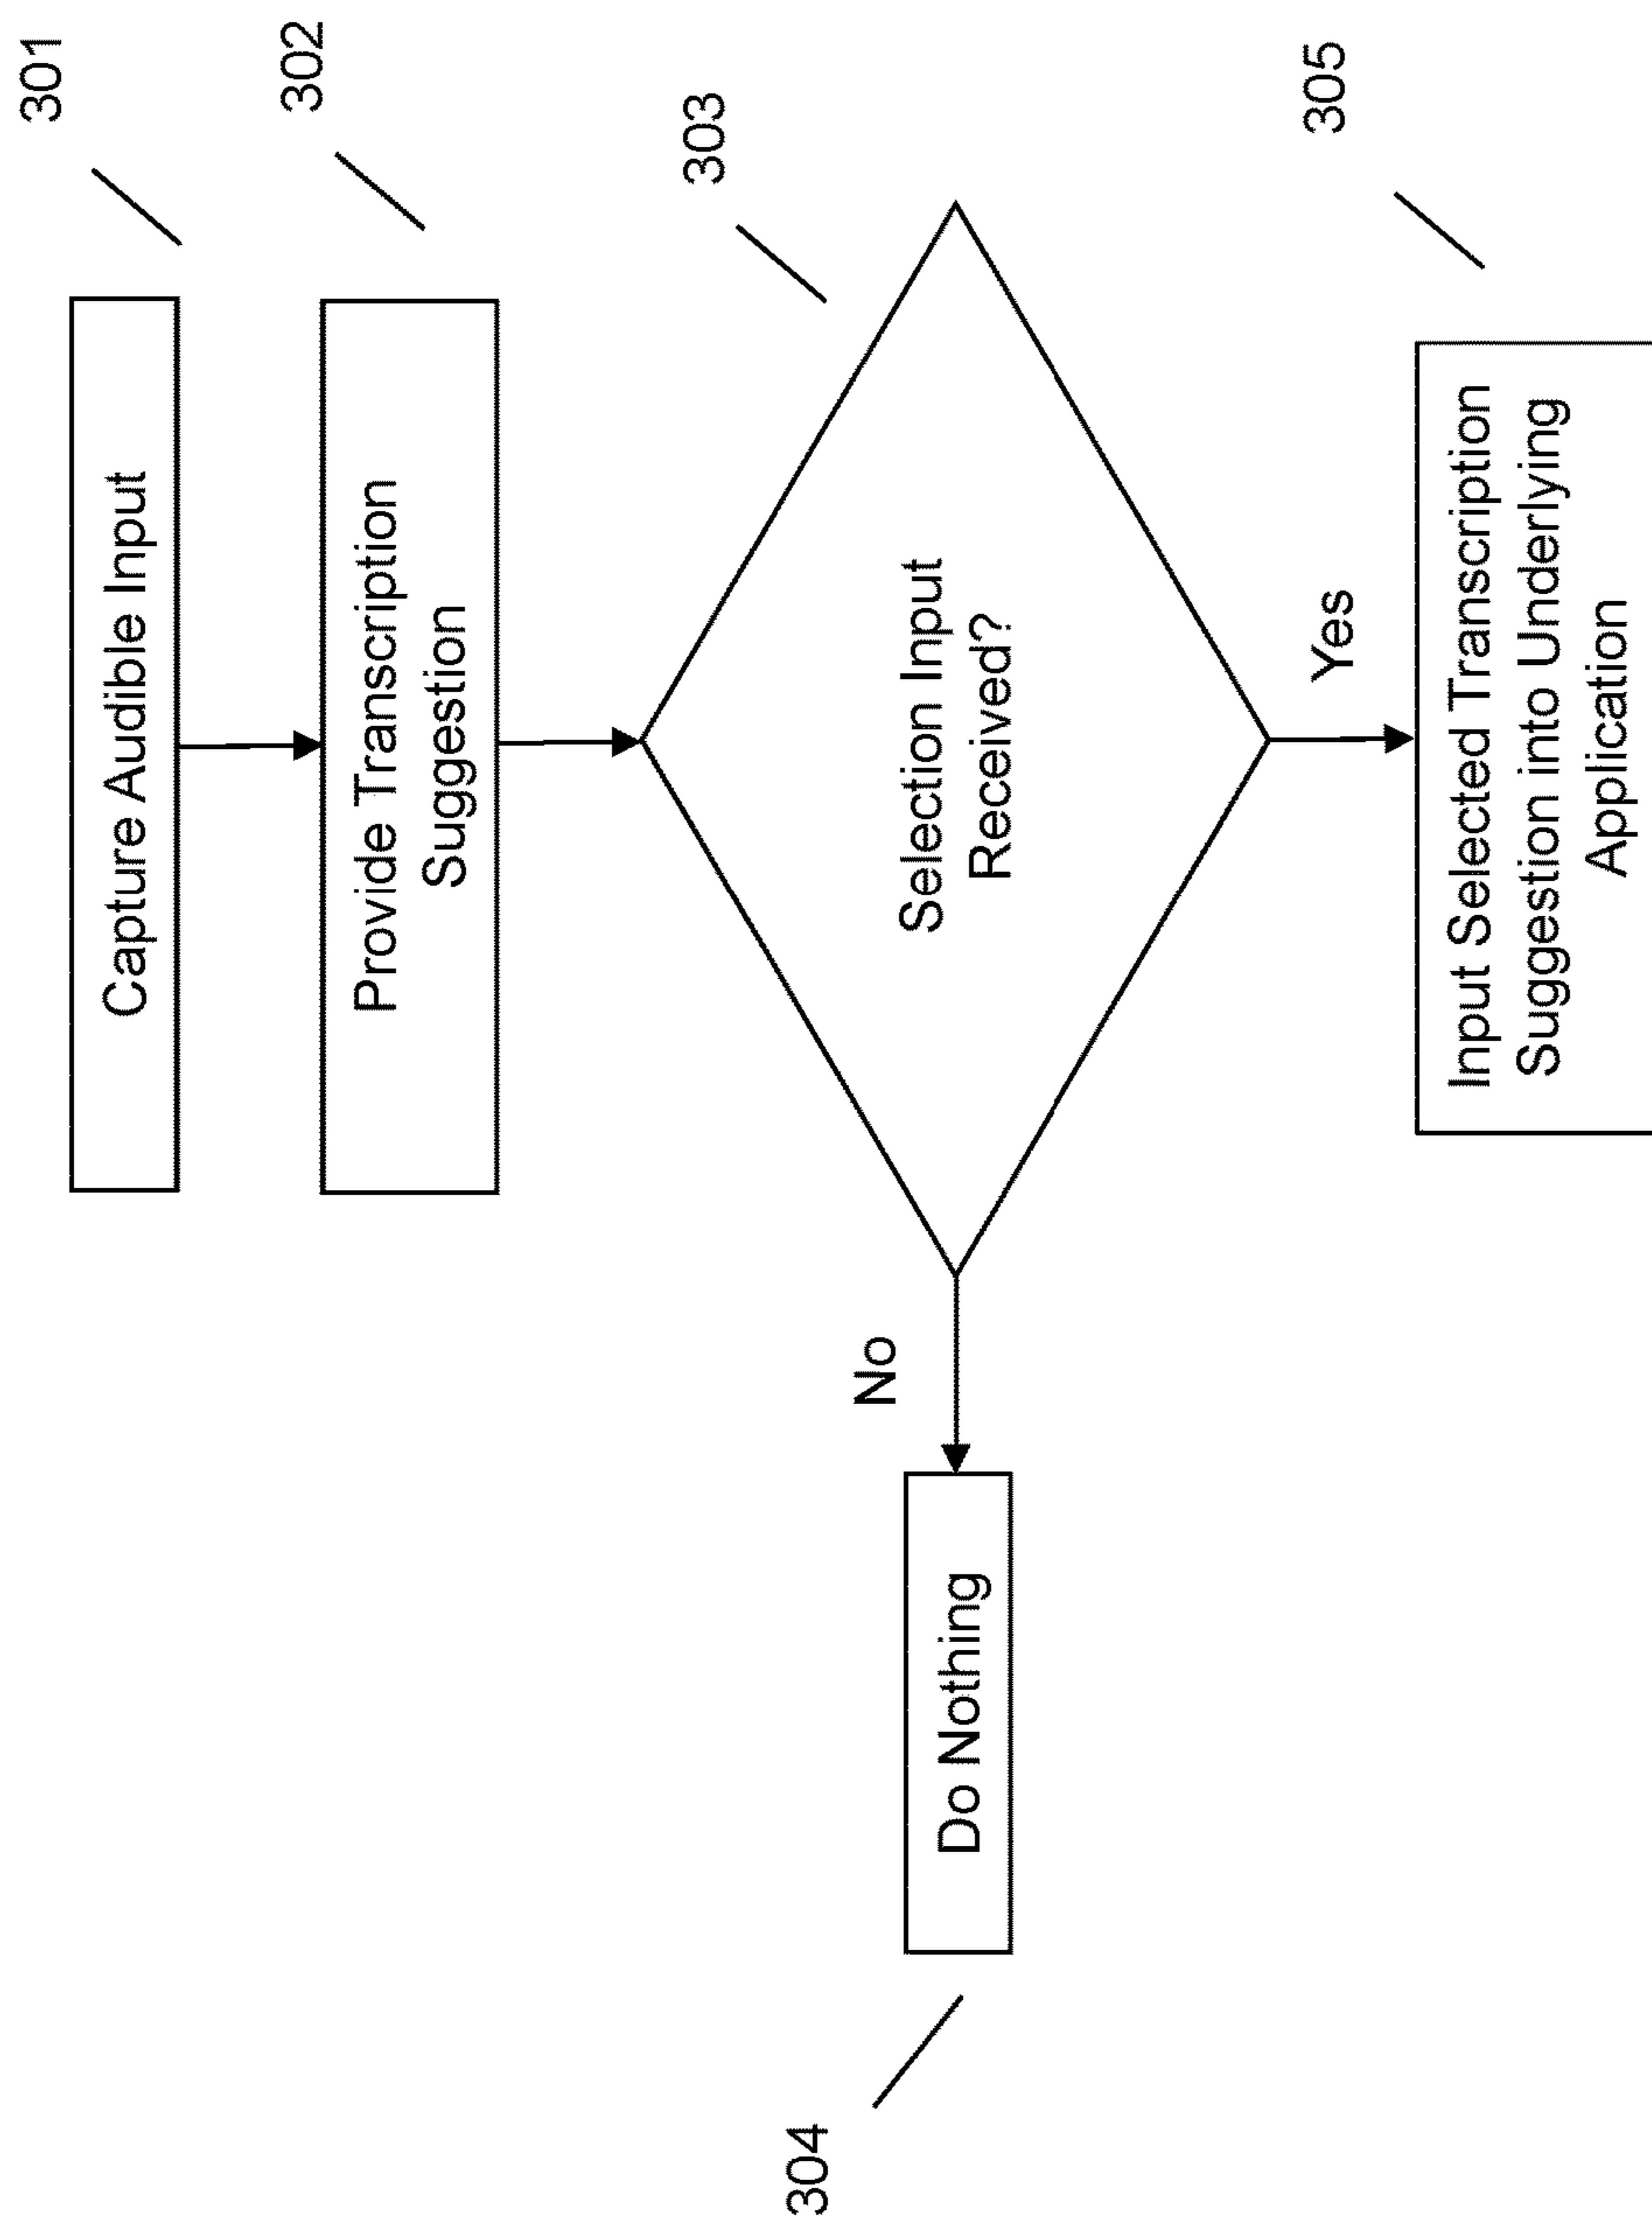 301
Capture Audible Input
302
Provide Transcription
Suggestion
303
Selection Input
Received?
No
Do Nothing
304
Yes
305
Input Selected Transcription
Suggestion into Underlying
Application